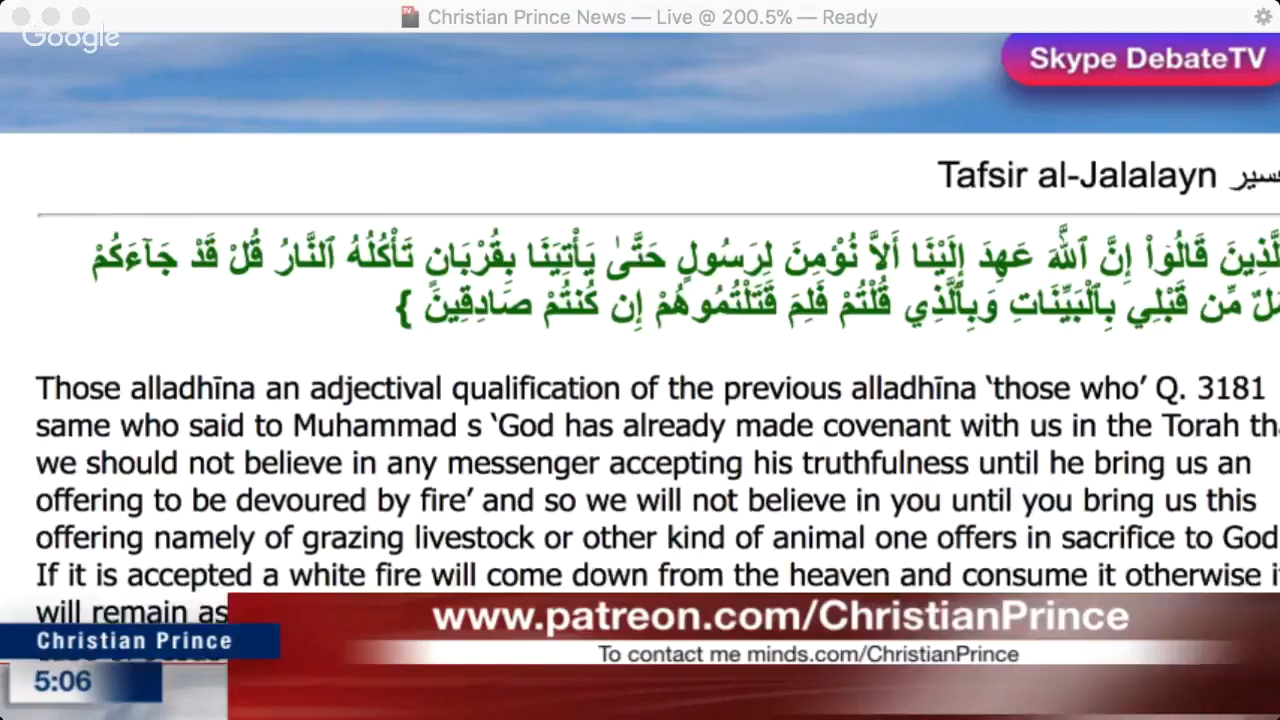 Christian Prince News — Live @ 200.5% — Ready
Google
Skype DebateTV
Tafsir al-Jalalayn
قَالُوۤاْ إِنَّ ٱللَّهَ عَهِدَ إِلَيْنَا أَلاَّ نُؤْمِنَ لِرَسُولٍ حَتَّىٰ يَأْتِيَنَا بِقُرْبَانٍ تَأْكُلُهُ ٱلنَّارُ قُلْ قَدْ جَآءَكُمْ
مِّن قَبْلِي بِٱلْبَيِّنَاتِ وَبِٱلَّذِي قُلْتُمْ فَلِمَ قَتَلْتُمُوهُمْ إِن كُنتُمْ صَادِقِينَ }
Those alladhīna an adjectival qualification of the previous alladhīna ‘those who’ Q. 3181
same who said to Muhammad s ‘God has already made covenant with us in the Torah
we should not believe in any messenger accepting his truthfulness until he bring us an
offering to be devoured by fire’ and so we will not believe in you until you bring us this
offering namely of grazing livestock or other kind of animal one offers in sacrifice to God
If it is accepted a white fire will come down from the heaven and consume it otherwise
will remain as
www.patreon.com/ChristianPrince
Christian Prince
To contact me minds.com/ChristianPrince
5:06